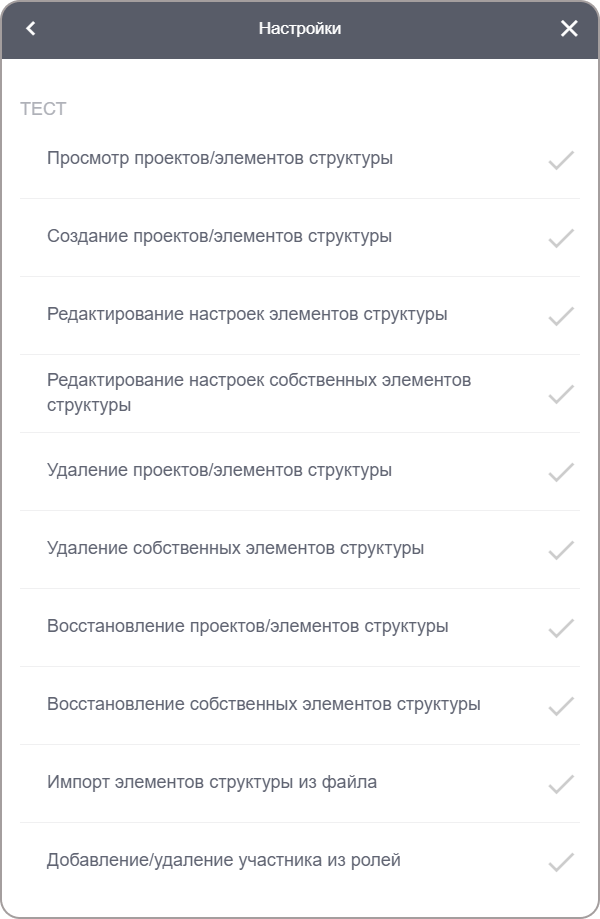 Настройки
ТЕСТ
Просмотр проектов/элементов структуры
Создание проектов/элементов структуры
Редактирование настроек элементов структуры
Редактирование настроек собственных элементов
структуры
Удаление проектов/элементов структуры
Удаление собственных элементов структуры
Восстановление проектов/элементов структуры
Восстановление собственных элементов структуры
Импорт элементов структуры из файла
Добавление/удаление участника из ролей